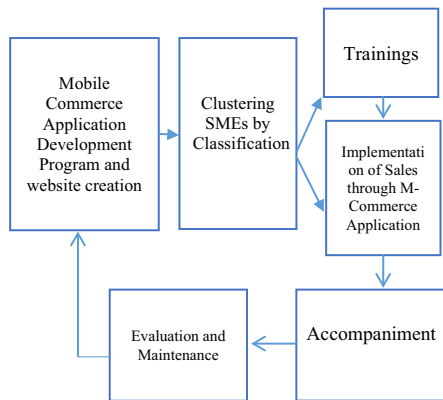 Mobile
Commerce
Application
Development
Program and
website creation
Clustering
SMEs by
Classification
Trainings
Implementati
on of Sales
through M-
Commerce
Application
Accompaniment
Evaluation and
Maintenance